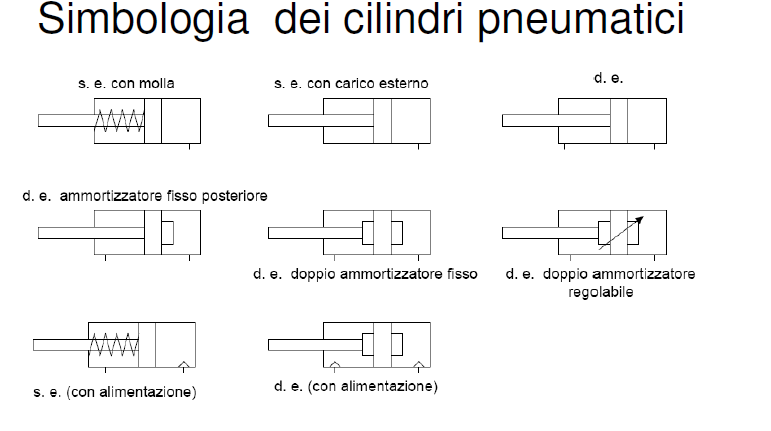 Simbologia dei cilindri pneumatici
s. e. con molla
s. e. con carico esterno
d. e.
d. e. ammortizzatore fisso posteriore
d. e. doppio ammortizzatore fisso
d. e. doppio ammortizzatore
regolabile
s. e. (con alimentazione)
d. e. (con alimentazione)